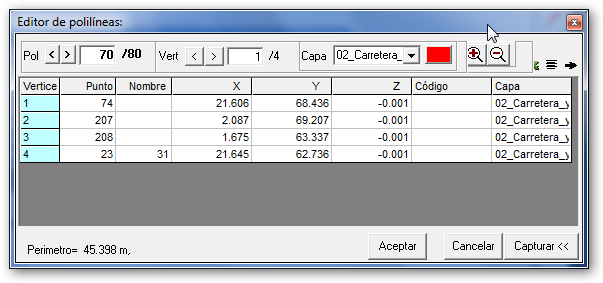 Editor de polilíneas:
Pol < > 70 /80 Vert < > 1 /4 Capa 02_Carretera_
Vertice Punto Nombre X Y Z Código Capa
1 74 21.606 68.436 -0.001 02_Carretera_y
2 207 2.087 69.207 -0.001 02_Carretera_y
3 208 1.675 63.337 -0.001 02_Carretera_y
4 23 31 21.645 62.736 -0.001 02_Carretera_y
Perimetro= 45.398 m, Aceptar Cancelar Capturar <<